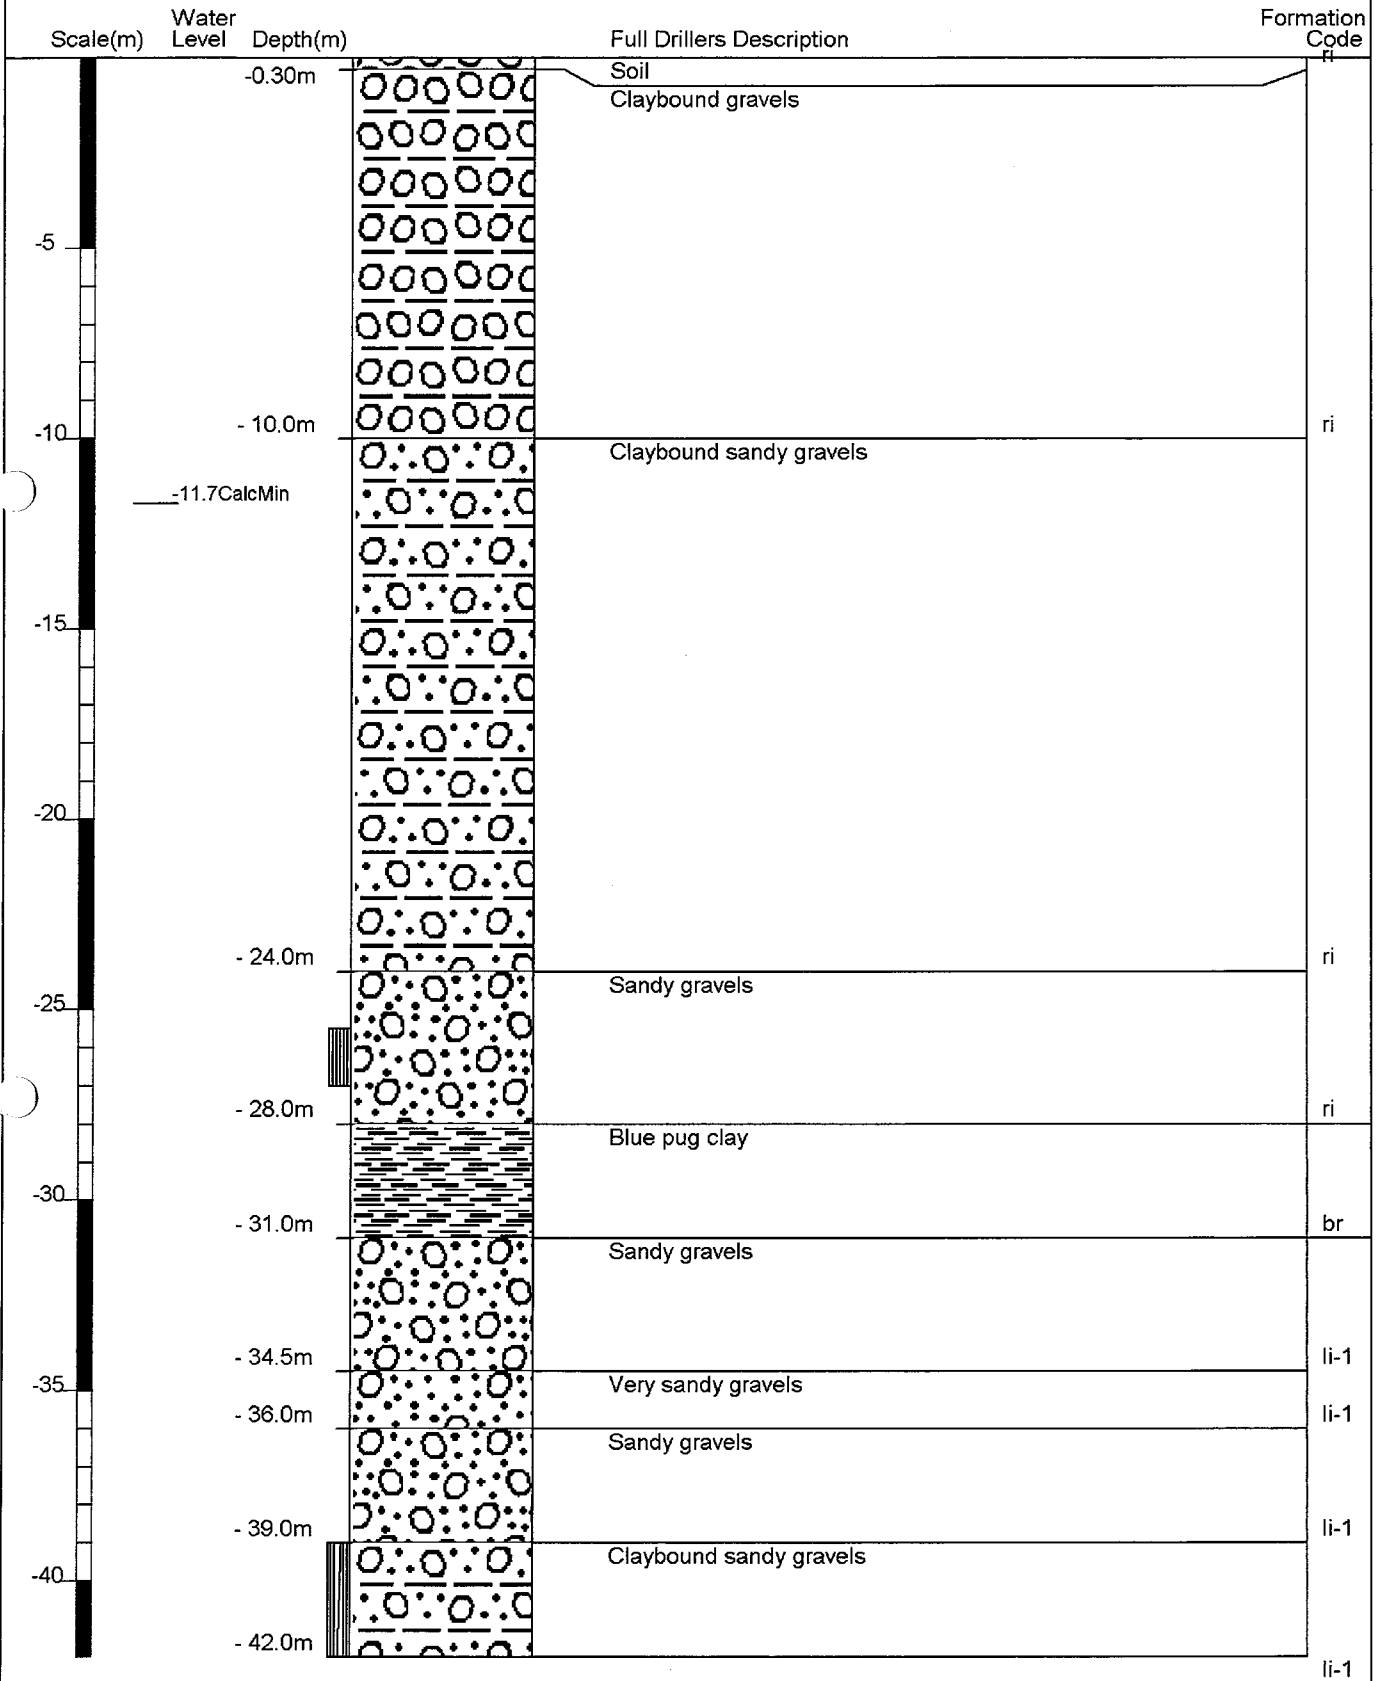 Water Formation
Scale(m) Level Depth(m) Full Drillers Description Code
ri
-0.30m Soil
Claybound gravels
-5
-10 - 10.0m ri
Claybound sandy gravels
-11.7CalcMin
-15
-20
- 24.0m ri
Sandy gravels
-25
- 28.0m ri
Blue pug clay
-30
- 31.0m br
Sandy gravels
- 34.5m li-1
-35 Very sandy gravels
- 36.0m li-1
Sandy gravels
- 39.0m li-1
Claybound sandy gravels
-40
- 42.0m
li-1